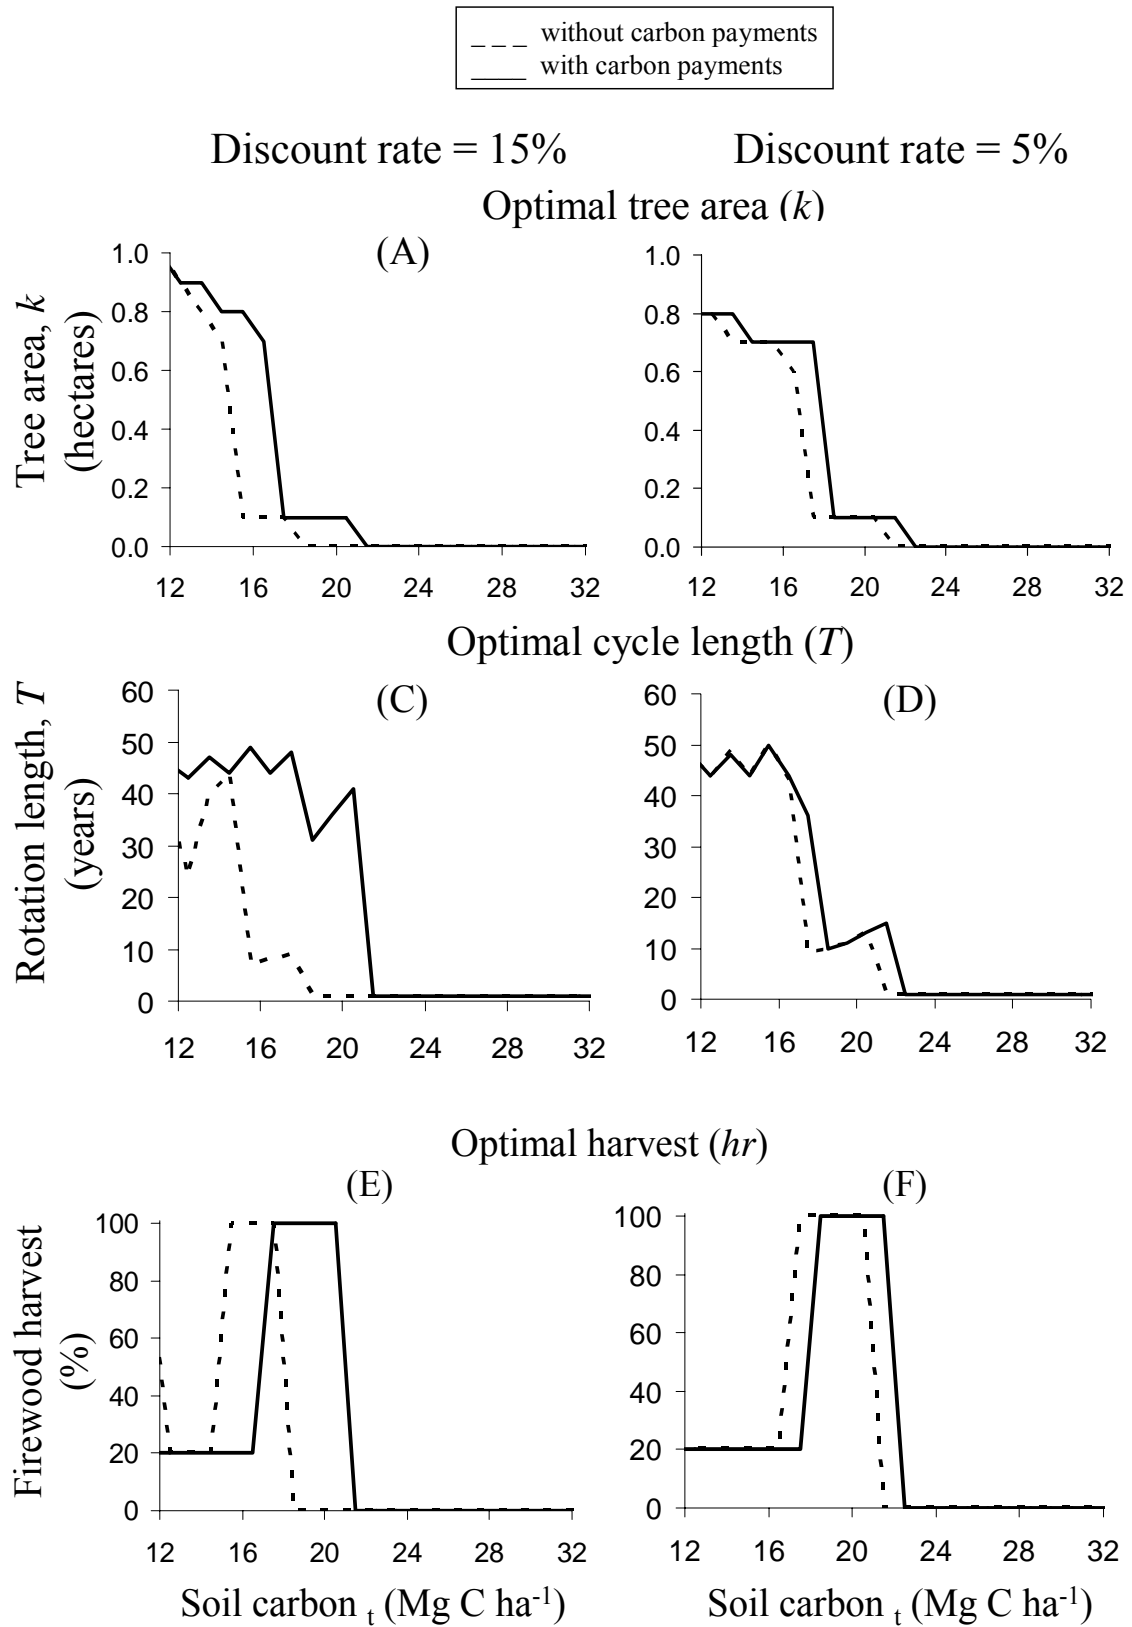 without carbon payments
with carbon payments
Discount rate = 15%
Discount rate = 5%
Optimal tree area (k)
(A)
Tree area, k
(hectares)
1.0
0.8
0.6
0.4
0.2
0.0
12 16 20 24 28 32
1.0
0.8
0.6
0.4
0.2
0.0
12 16 20 24 28 32
Optimal cycle length (T)
(C)
Rotation length, T
(years)
60
50
40
30
20
10
0
12 16 20 24 28 32
(D)
60
50
40
30
20
10
0
12 16 20 24 28 32
Optimal harvest (hr)
(E)
Firewood harvest
(%)
100
80
60
40
20
0
12 16 20 24 28 32
Soil carbon t (Mg C ha-1)
(F)
100
80
60
40
20
0
12 16 20 24 28 32
Soil carbon t (Mg C ha-1)